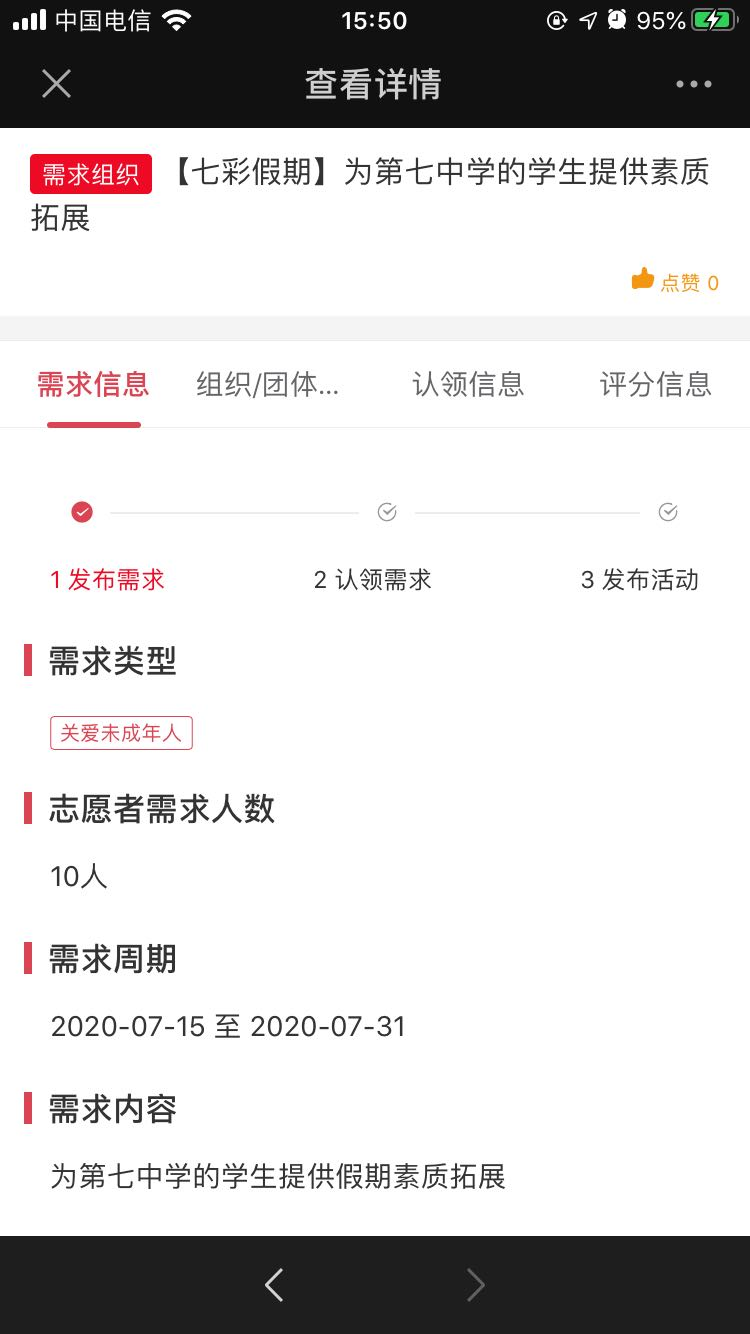 中国电信 15:50 95%
查看详情
需求组织 【七彩假期】为第七中学的学生提供素质
拓展
点赞 0
需求信息 组织/团体... 认领信息 评分信息
1 发布需求 2 认领需求 3 发布活动
需求类型
关爱未成年人
志愿者需求人数
10人
需求周期
2020-07-15 至 2020-07-31
需求内容
为第七中学的学生提供假期素质拓展